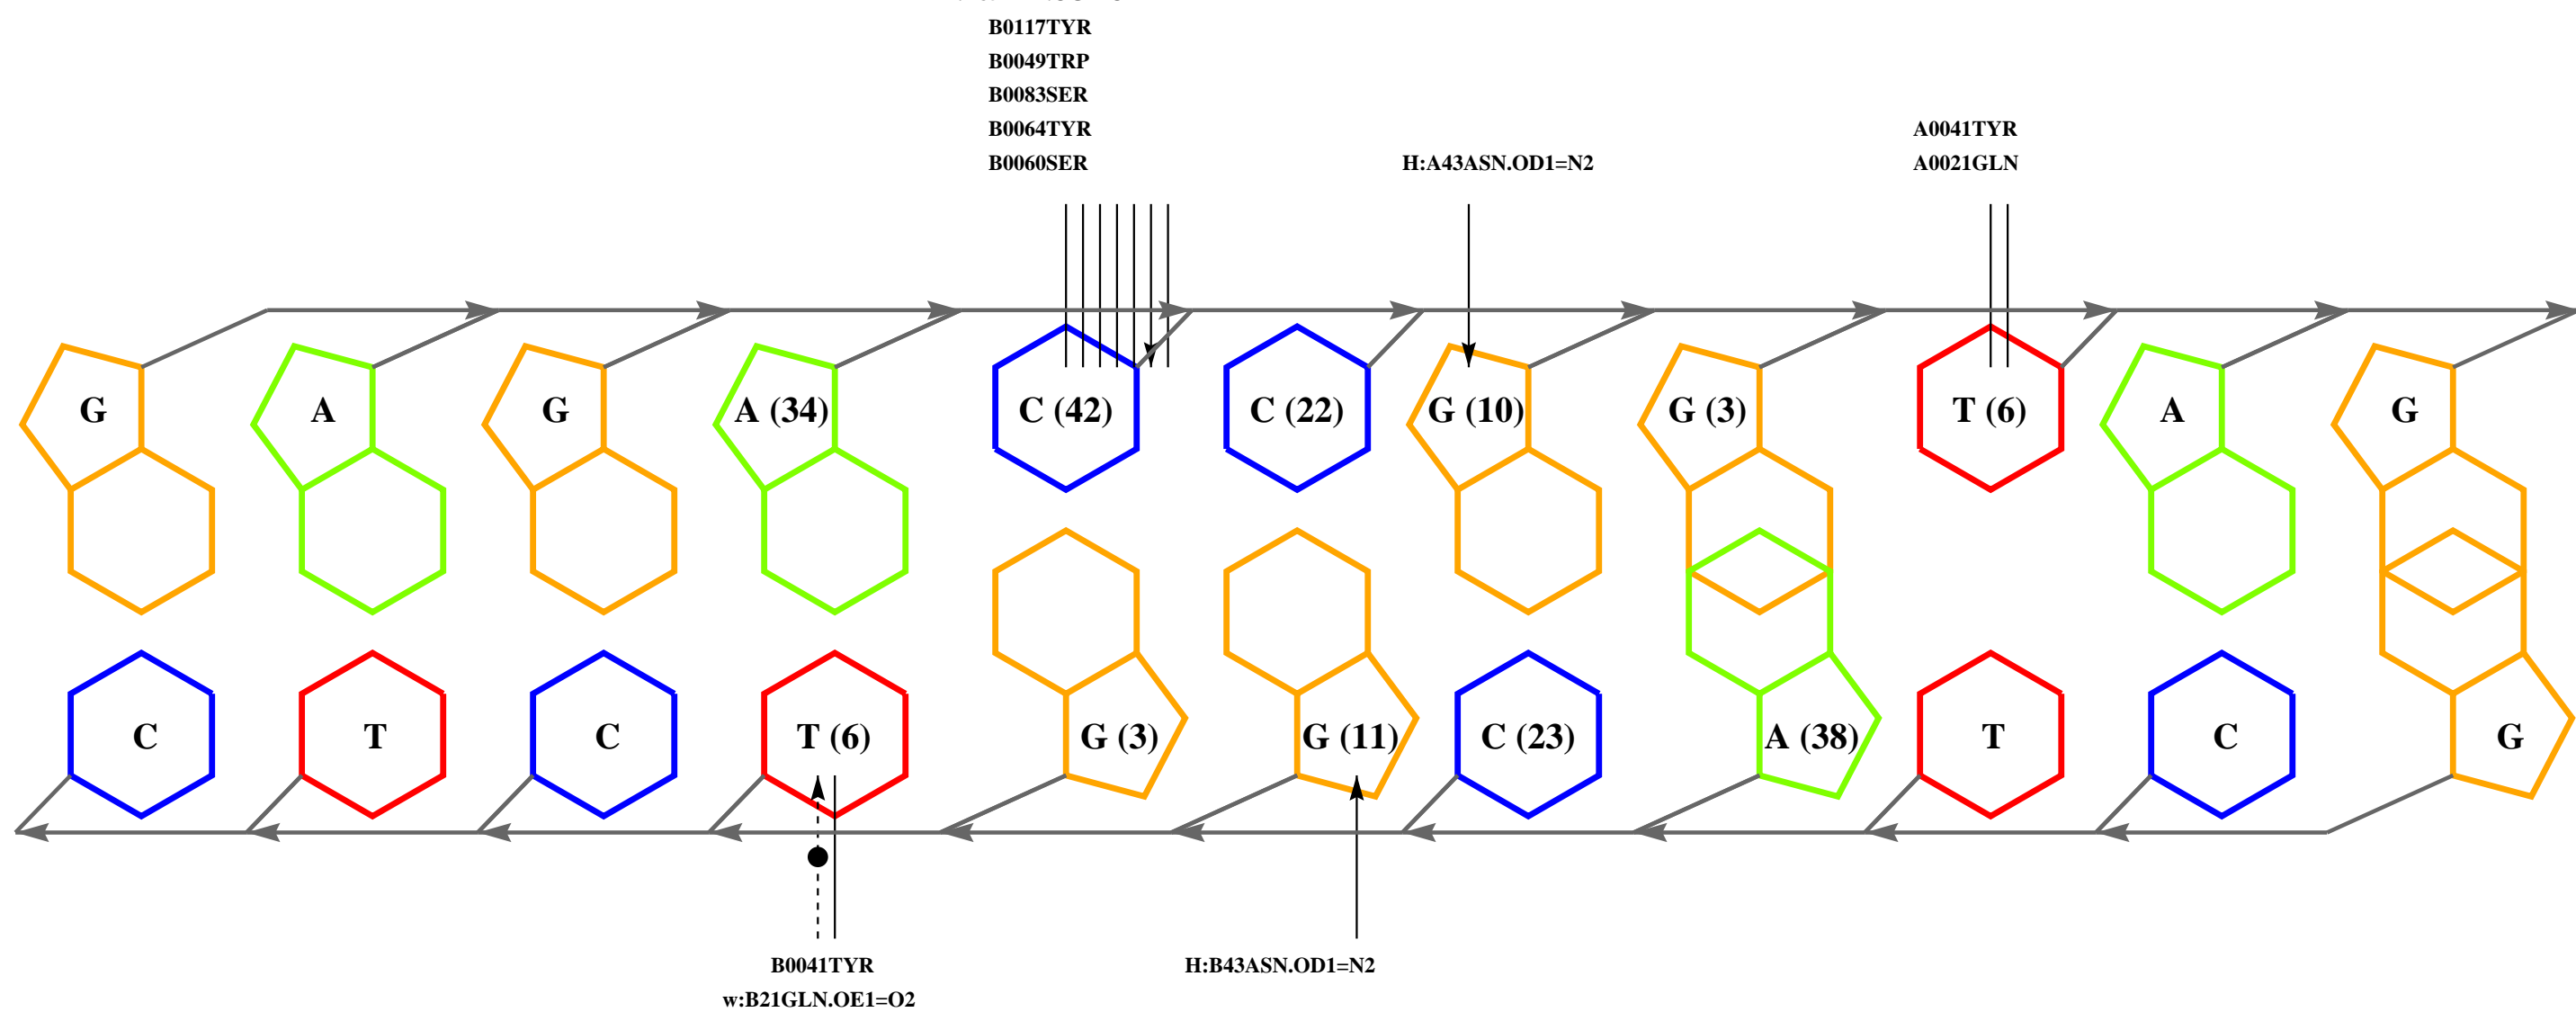 B0117TYR
B0049TRP
B0083SER
B0064TYR
B0060SER
H:A43ASN.OD1=N2
A0041TYR
A0021GLN
G A G A (34) C (42) C (22) G (10) G (3) T (6) A G
C T C T (6) G (3) G (11) C (23) A (38) T C G
B0041TYR
w:B21GLN.OE1=O2
H:B43ASN.OD1=N2